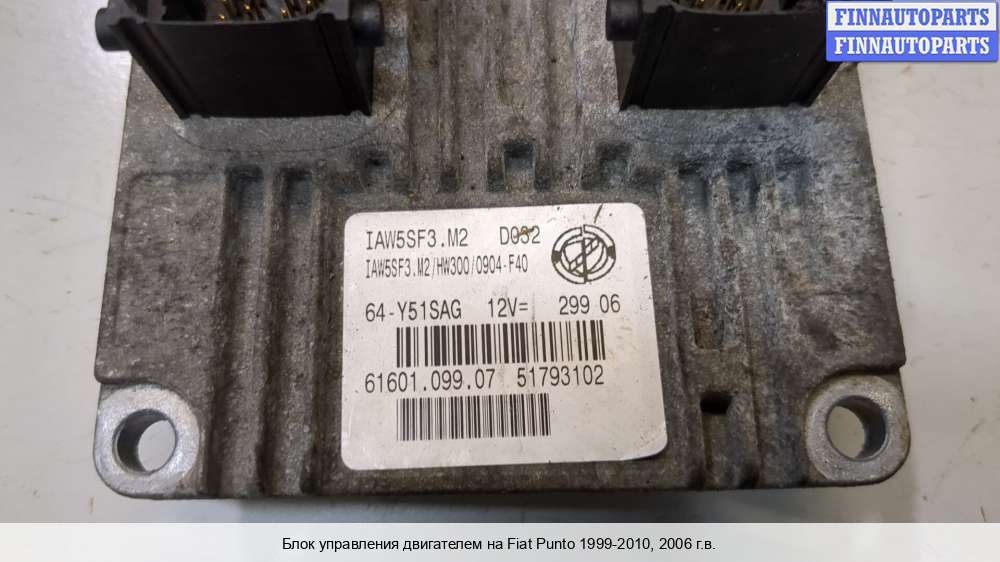 FINNAUTOPARTS
FINNAUTOPARTS
IAW5SF3.M2 D032
IAW5SF3.M2/HW300/0904-F40
64-Y51SAG 12V= 299 06
61601.099.07 51793102
Блок управления двигателем на Fiat Punto 1999-2010, 2006 г.в.